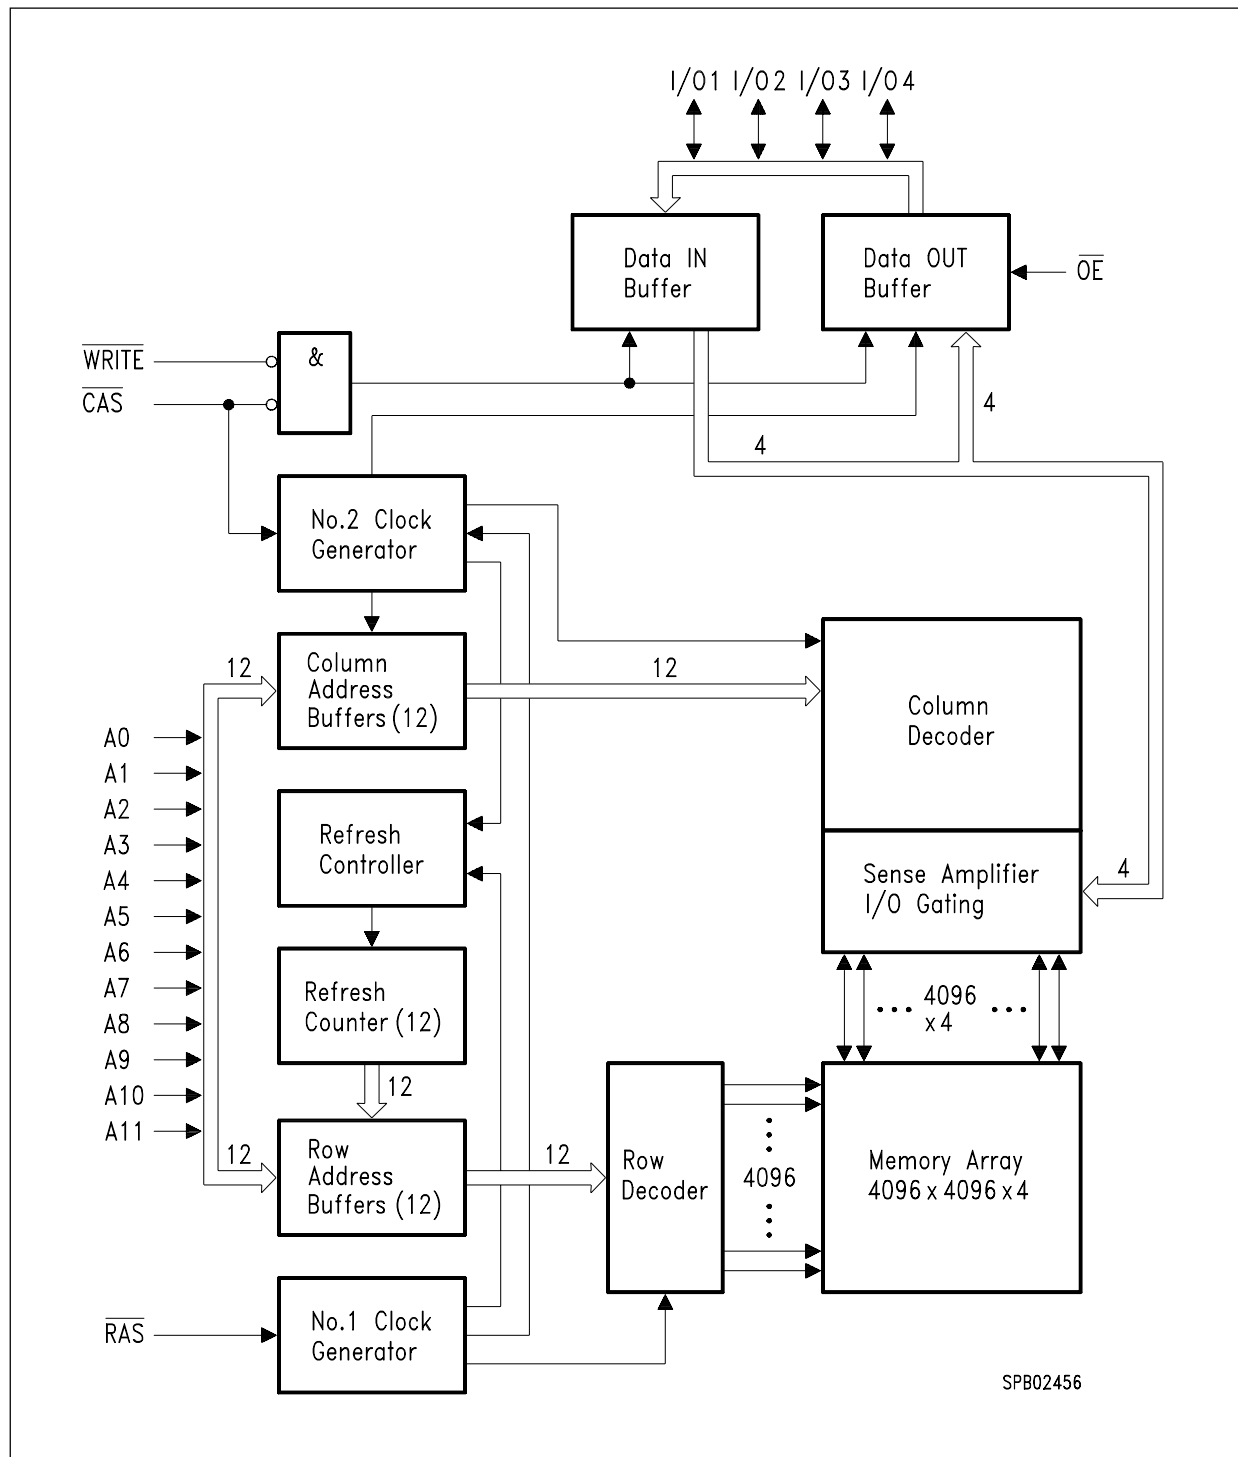 I/O1 I/O2 I/O3 I/O4
Data IN
Buffer
Data OUT
Buffer
OE
WRITE
CAS
&
4
4
No.2 Clock
Generator
12
Column
Address
Buffers (12)
12
Column
Decoder
A0
A1
A2
A3
A4
A5
A6
A7
A8
A9
A10
A11
Refresh
Controller
Sense Amplifier
I/O Gating
4
Refresh
Counter (12)
••• 4096 •••
x 4
12
12
Row
Address
Buffers (12)
12
Row
Decoder
4096
Memory Array
4096 x 4096 x 4
RAS
No.1 Clock
Generator
SPB02456